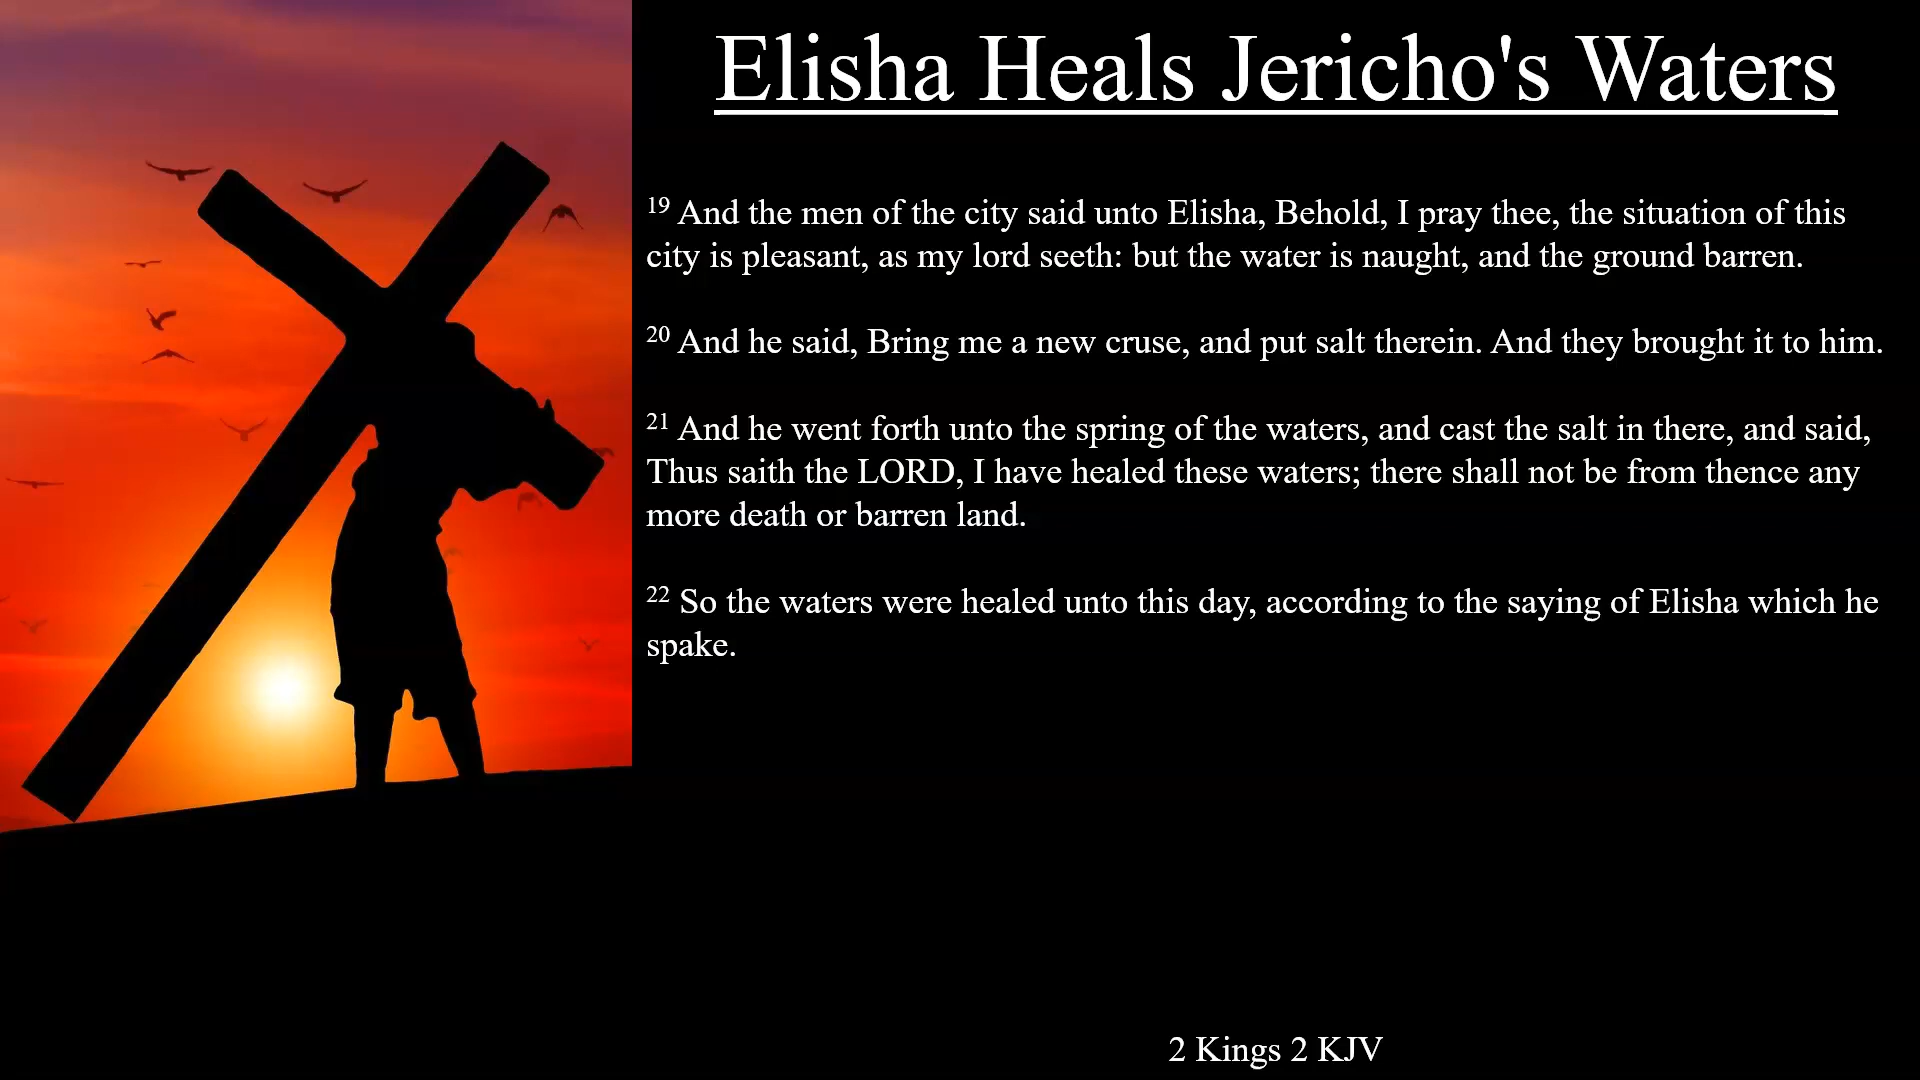 Elisha Heals Jericho's Waters
19 And the men of the city said unto Elisha, Behold, I pray thee, the situation of this
city is pleasant, as my lord seeth: but the water is naught, and the ground barren.
20 And he said, Bring me a new cruse, and put salt therein. And they brought it to him.
21 And he went forth unto the spring of the waters, and cast the salt in there, and said,
Thus saith the LORD, I have healed these waters; there shall not be from thence any
more death or barren land.
22 So the waters were healed unto this day, according to the saying of Elisha which he
spake.
2 Kings 2 KJV